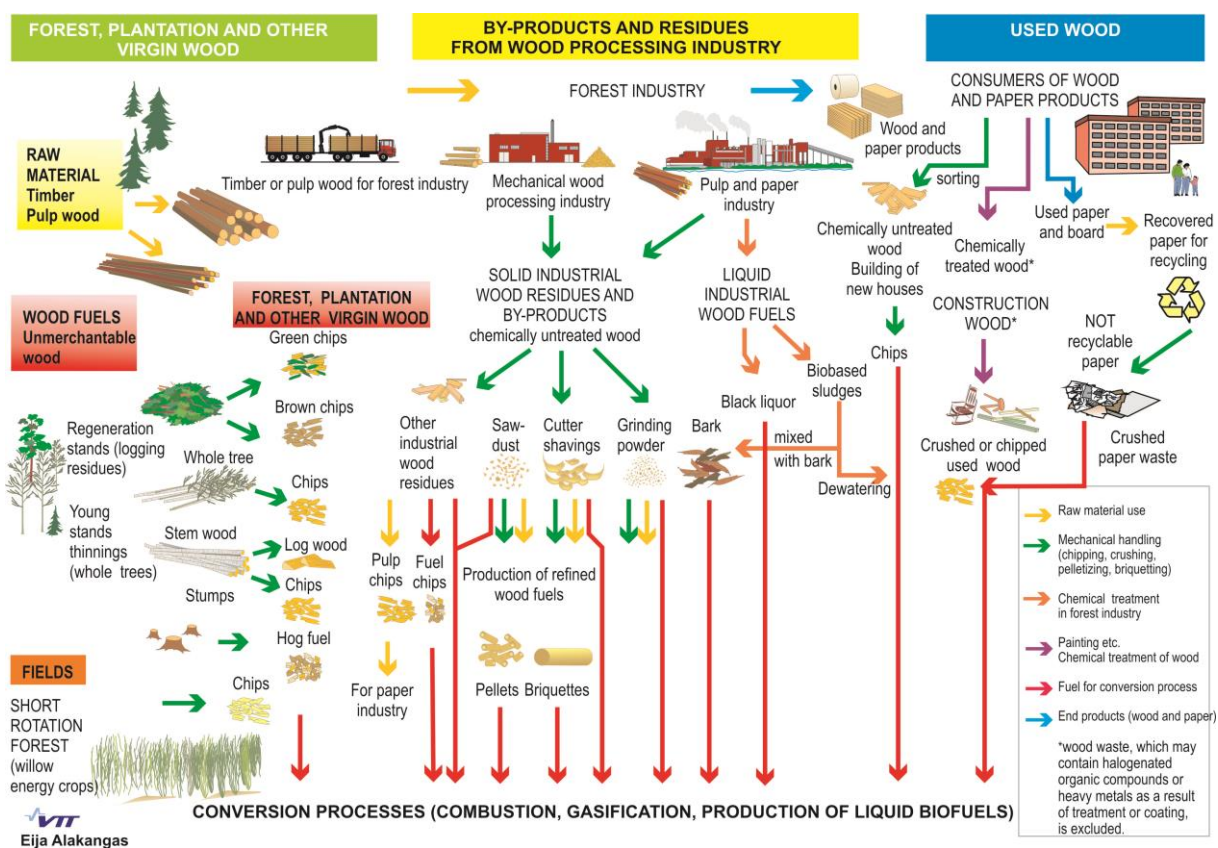 FOREST, PLANTATION AND OTHER
VIRGIN WOOD
BY-PRODUCTS AND RESIDUES
FROM WOOD PROCESSING INDUSTRY
USED WOOD
RAW
MATERIAL
Timber
Pulp wood
Timber or pulp wood for forest industry
FOREST INDUSTRY
Mechanical wood
processing industry
Pulp and paper
industry
Wood and
paper products
CONSUMERS OF WOOD
AND PAPER PRODUCTS
sorting
Chemically untreated
wood
Building of
new houses
Chemically
treated wood*
Used paper
and board
Recovered
paper for
recycling
WOOD FUELS
Unmerchantable
wood
FOREST, PLANTATION
AND OTHER VIRGIN WOOD
Green chips
Brown chips
Regeneration
stands (logging
residues)
Whole tree
Chips
Young
stands
thinnings
(whole trees)
Stem wood
Log wood
Chips
Stumps
Hog fuel
FIELDS
SHORT
ROTATION
FOREST
(willow
energy crops)
Chips
SOLID INDUSTRIAL
WOOD RESIDUES AND
BY-PRODUCTS
chemically untreated wood
LIQUID
INDUSTRIAL
WOOD FUELS
Other
industrial
wood
residues
Saw-
dust
Cutter
shavings
Grinding
powder
Bark
Black liquor
Biobased
sludges
mixed
with bark
Dewatering
Chips
CONSTRUCTION
WOOD*
NOT
recyclable
paper
Crushed or chipped
used wood
Crushed
paper waste
Pulp
chips
Fuel
chips
Production of refined
wood fuels
For paper
industry
Pellets
Briquettes
Raw material use
Mechanical handling
(chipping, crushing,
pelletizing, briquetting)
Chemical treatment
in forest industry
Painting etc.
Chemical treatment of wood
Fuel for conversion process
End products (wood and paper)
*wood waste, which may
contain halogenated
organic compounds or
heavy metals as a result
of treatment or coating,
is excluded.
CONVERSION PROCESSES (COMBUSTION, GASIFICATION, PRODUCTION OF LIQUID BIOFUELS)
VTT
Eija Alakangas